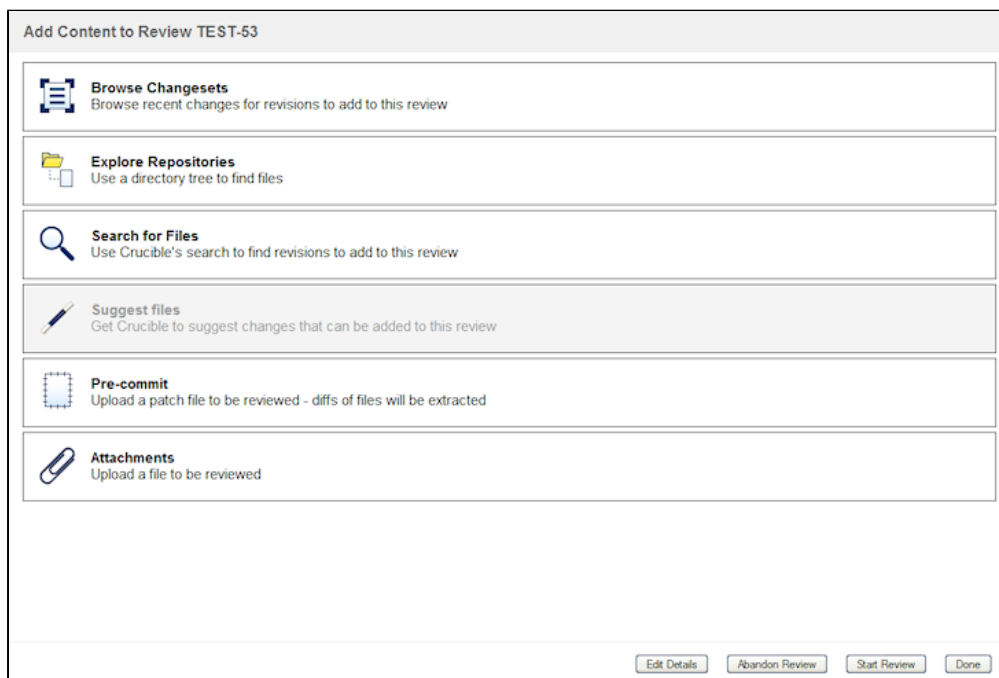 Add Content to Review TEST-53
Browse Changesets
Browse recent changes for revisions to add to this review
Explore Repositories
Use a directory tree to find files
Search for Files
Use Crucible's search to find revisions to add to this review
Suggest files
Get Crucible to suggest changes that can be added to this review
Pre-commit
Upload a patch file to be reviewed - diffs of files will be extracted
Attachments
Upload a file to be reviewed
Edit Details Abandon Review Start Review Done